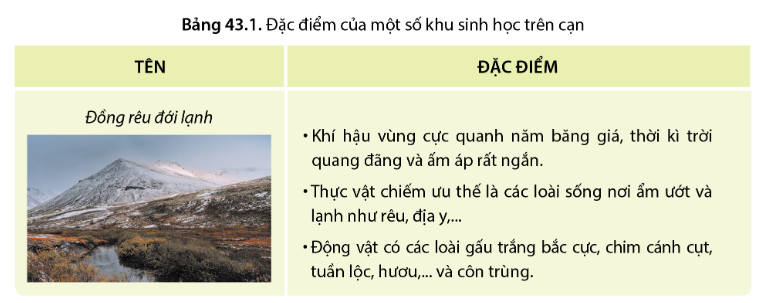 Bảng 43.1. Đặc điểm của một số khu sinh học trên cạn
TÊN
ĐẶC ĐIỂM
Đồng rêu đới lạnh
• Khí hậu vùng cực quanh năm băng giá, thời kì trời
quang đãng và ấm áp rất ngắn.
• Thực vật chiếm ưu thế là các loài sống nơi ẩm ướt và
lạnh như rêu, địa y,...
• Động vật có các loài gấu trắng bắc cực, chim cánh cụt,
tuần lộc, hươu,... và côn trùng.